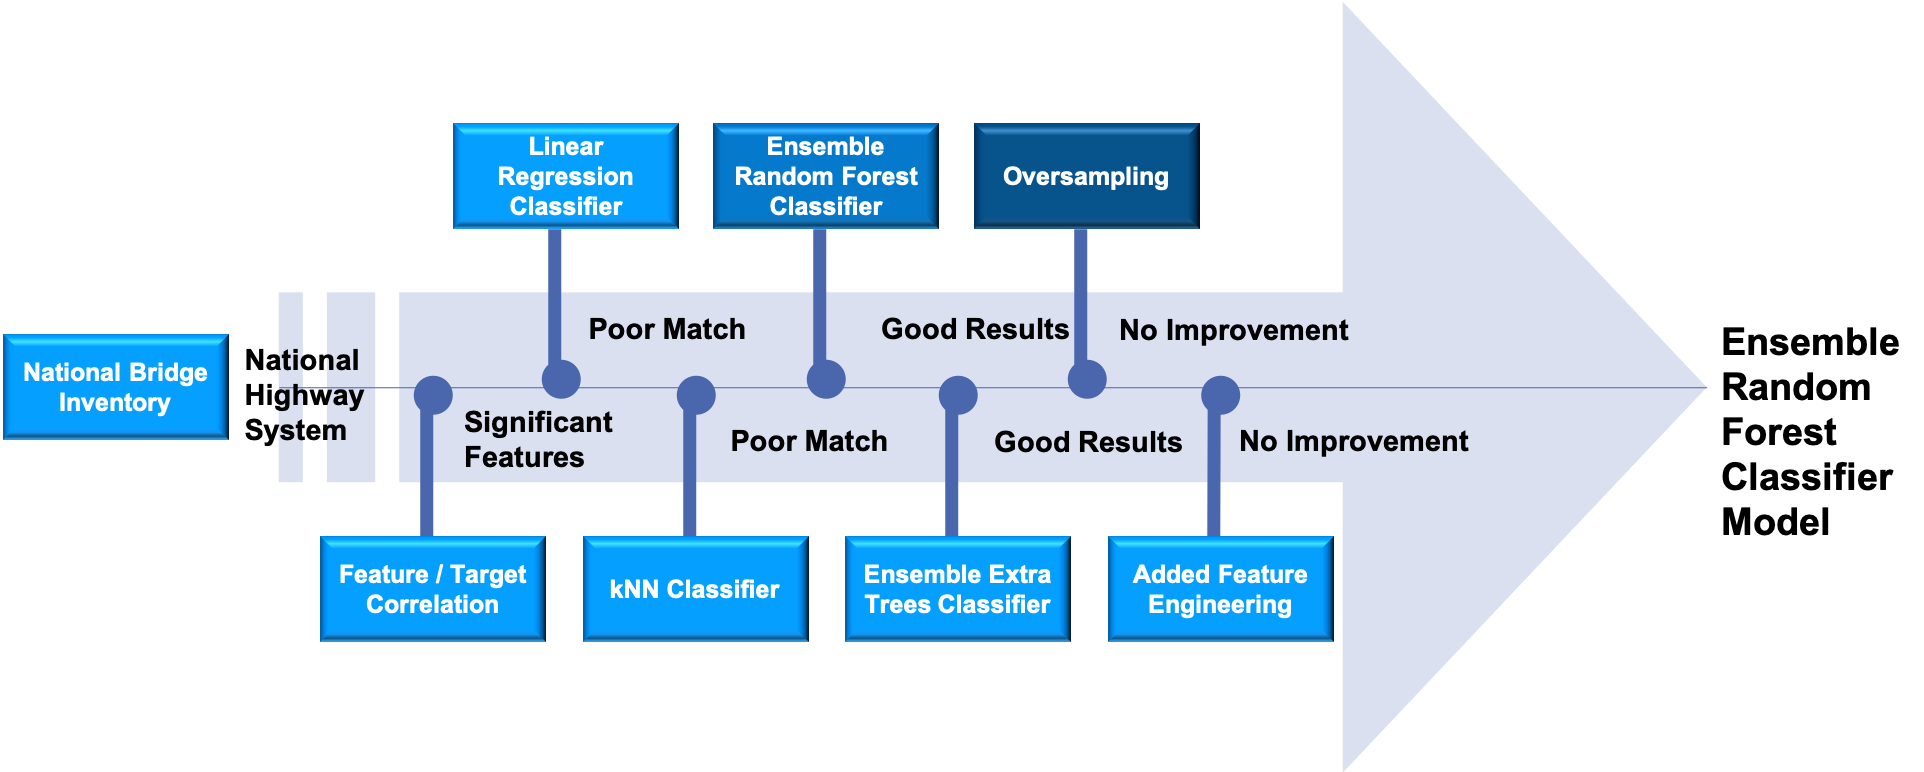 National Bridge
Inventory
National
Highway
System
Feature / Target
Correlation
Significant
Features
Linear
Regression
Classifier
Poor Match
kNN Classifier
Poor Match
Ensemble
Random Forest
Classifier
Good Results
Ensemble Extra
Trees Classifier
Good Results
Oversampling
No Improvement
Added Feature
Engineering
No Improvement
Ensemble
Random
Forest
Classifier
Model